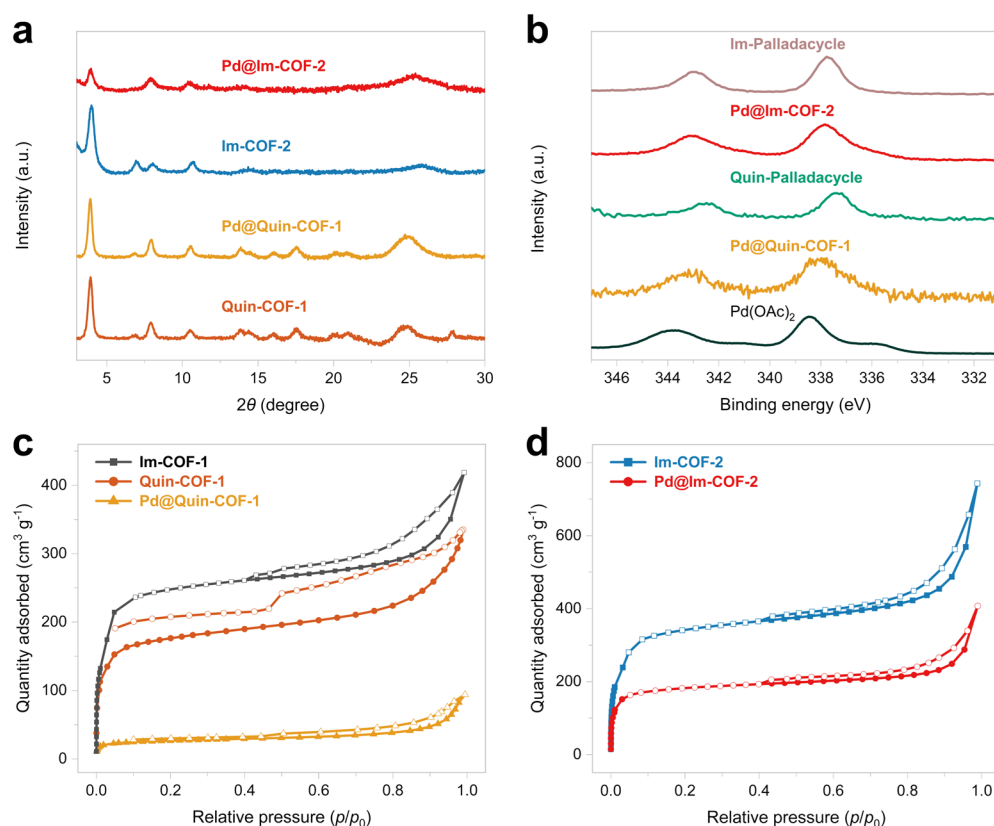 a
Pd@Im-COF-2
Im-COF-2
Pd@Quin-COF-1
Quin-COF-1
Intensity (a.u.)
5 10 15 20 25 30
2θ (degree)
b
Im-Palladacycle
Pd@Im-COF-2
Quin-Palladacycle
Pd@Quin-COF-1
Pd(OAc)₂
Intensity (a.u.)
346 344 342 340 338 336 334 332
Binding energy (eV)
c
Im-COF-1
Quin-COF-1
Pd@Quin-COF-1
Quantity adsorbed (cm³ g⁻¹)
400
300
200
100
0
0.0 0.2 0.4 0.6 0.8 1.0
Relative pressure (p/p₀)
d
Im-COF-2
Pd@Im-COF-2
Quantity adsorbed (cm³ g⁻¹)
800
600
400
200
0
0.0 0.2 0.4 0.6 0.8 1.0
Relative pressure (p/p₀)